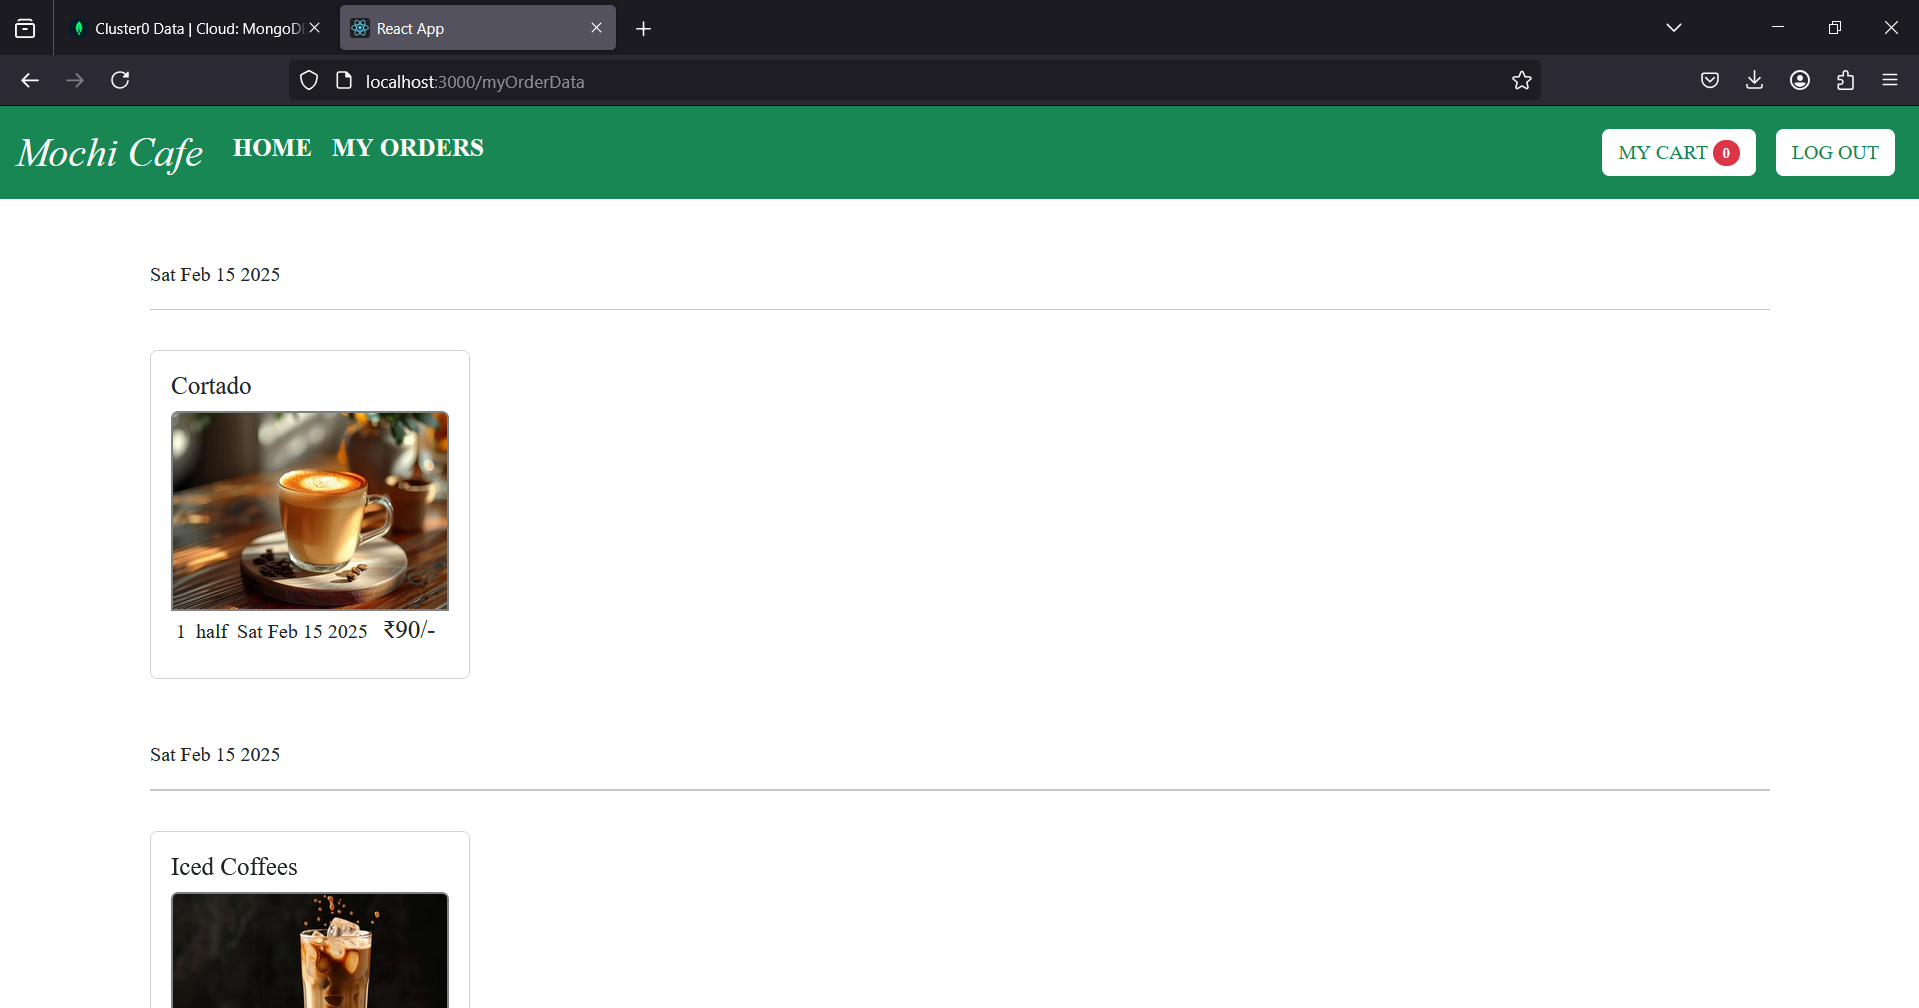 Cluster0 Data | Cloud: MongoD
React App
localhost:3000/myOrderData
Mochi Cafe
HOME
MY ORDERS
MY CART 0
LOG OUT
Sat Feb 15 2025
Cortado
1 half Sat Feb 15 2025 ₹90/-
Sat Feb 15 2025
Iced Coffees